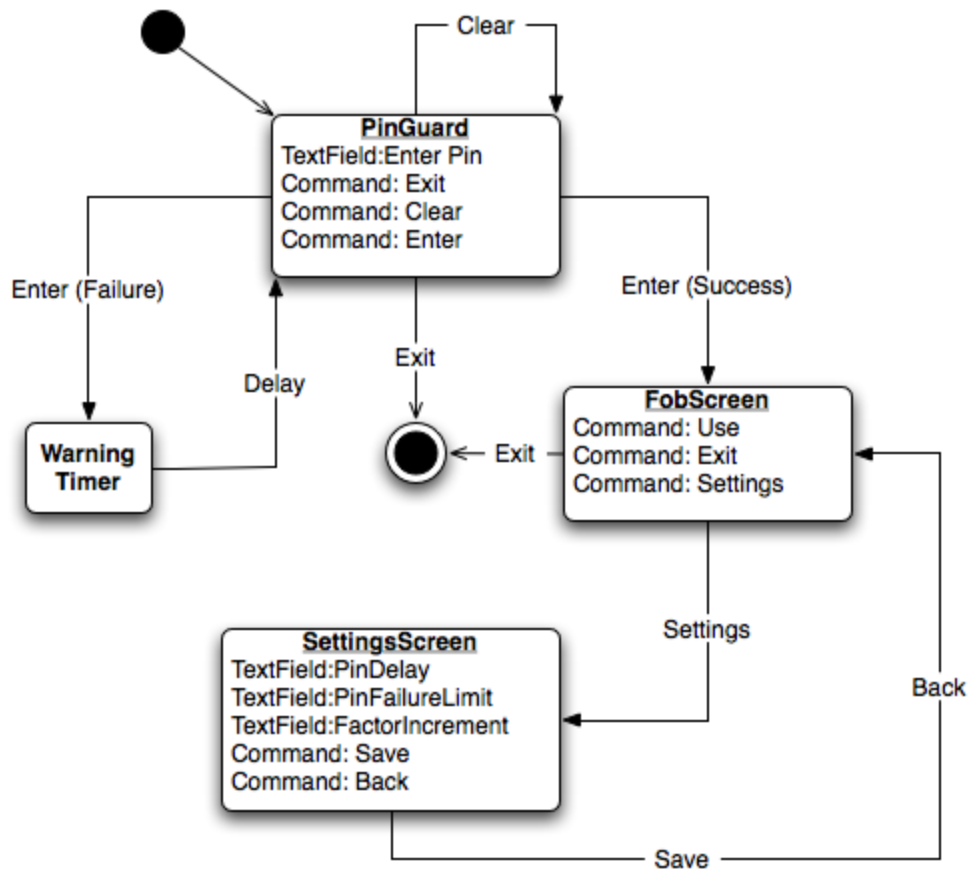 Clear
PinGuard
TextField:Enter Pin
Command: Exit
Command: Clear
Command: Enter
Enter (Failure)
Enter (Success)
Exit
Delay
FobScreen
Command: Use
Command: Exit
Command: Settings
Warning
Timer
Exit
Settings
SettingsScreen
TextField:PinDelay
TextField:PinFailureLimit
TextField:FactorIncrement
Command: Save
Command: Back
Back
Save